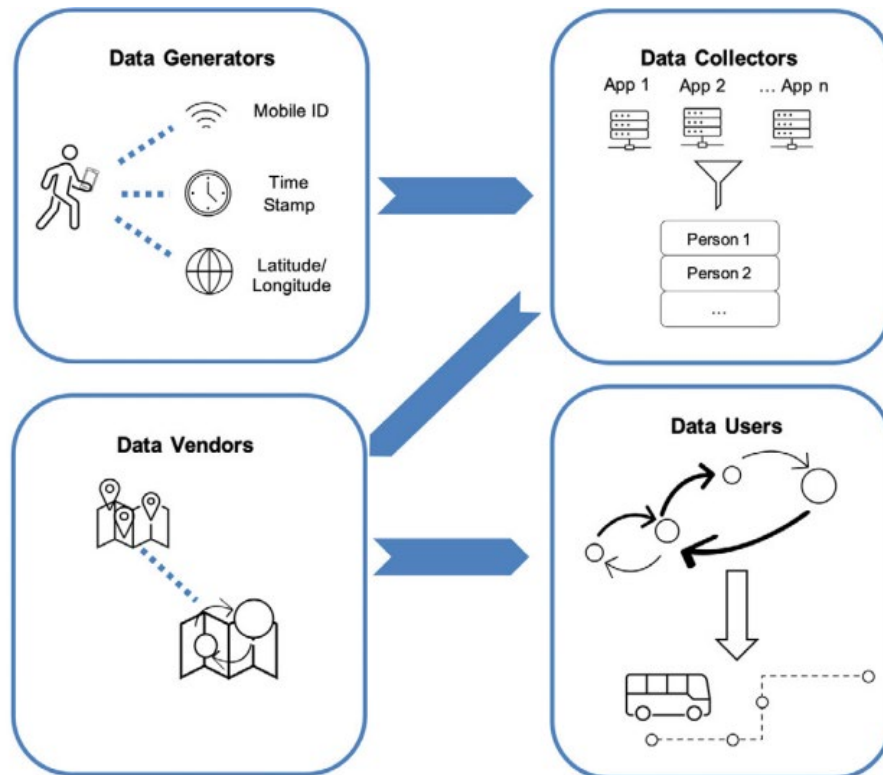 Data Generators
Mobile ID
Time
Stamp
Latitude/
Longitude
Data Collectors
App 1 App 2 ... App n
Person 1
Person 2
...
Data Vendors
Data Users